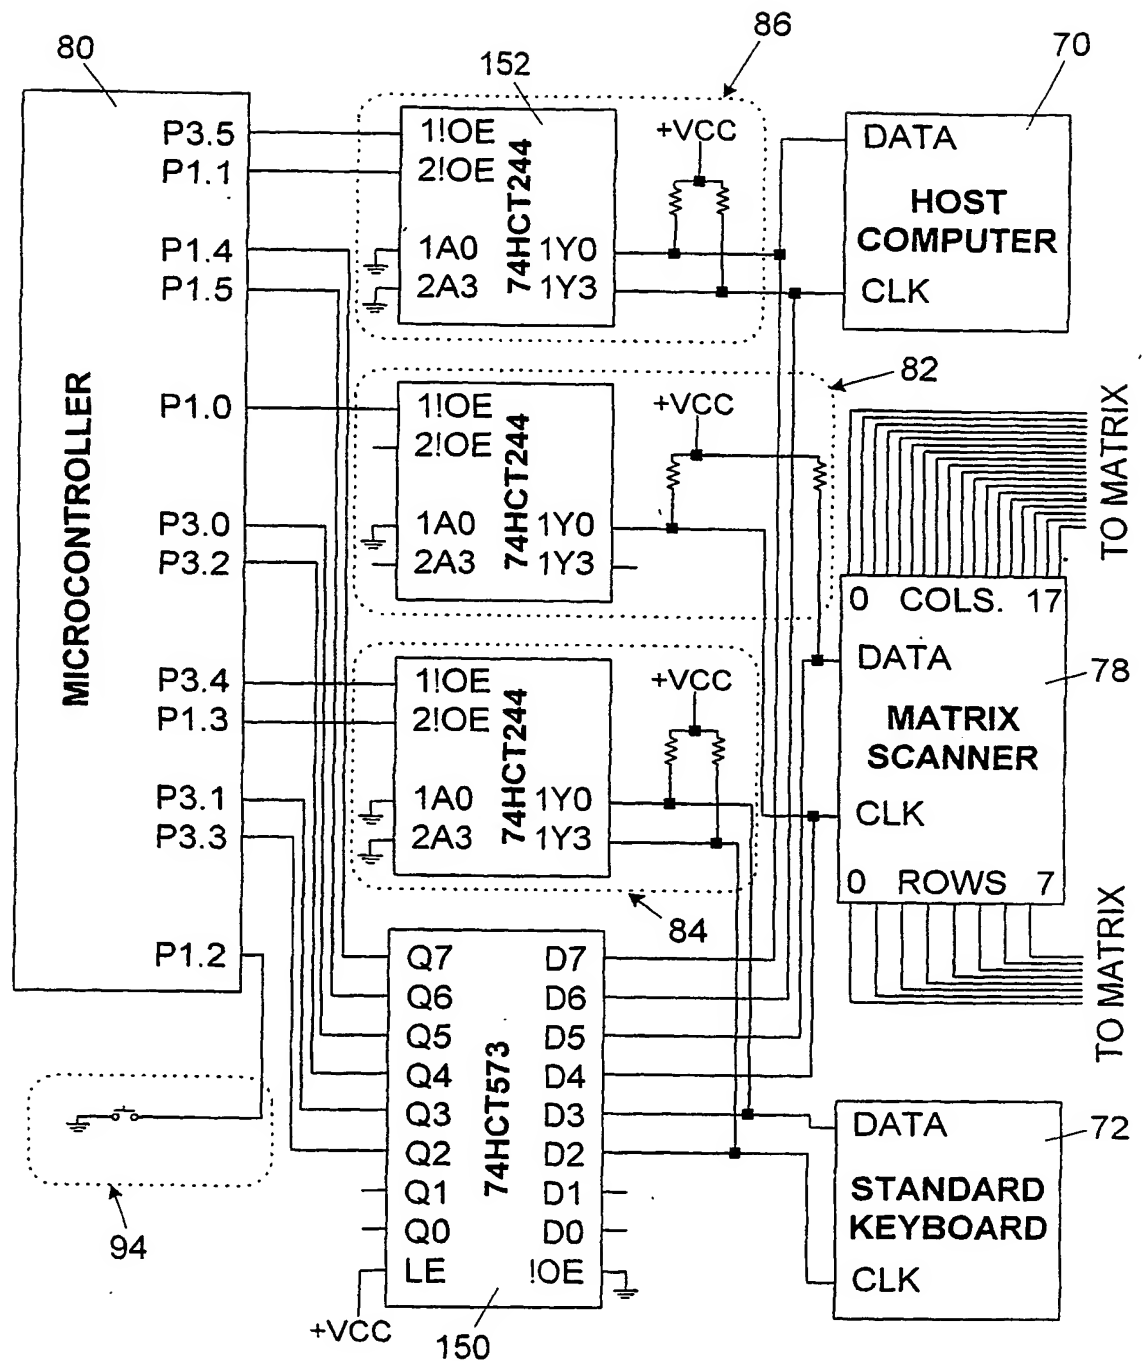 80
MICROCONTROLLER
P3.5
P1.1
P1.4
P1.5
P1.0
P3.0
P3.2
P3.4
P1.3
P3.1
P3.3
P1.2
86
152
1!OE
2!OE
1A0
2A3
74HCT244
1Y0
1Y3
+VCC
70
DATA
HOST
COMPUTER
CLK
82
1!OE
2!OE
1A0
2A3
74HCT244
1Y0
1Y3
+VCC
TO MATRIX
0 COLS. 17
DATA
78
MATRIX
SCANNER
CLK
0 ROWS 7
TO MATRIX
1!OE
2!OE
1A0
2A3
74HCT244
1Y0
1Y3
+VCC
84
Q7
Q6
Q5
Q4
Q3
Q2
Q1
Q0
LE
74HCT573
D7
D6
D5
D4
D3
D2
D1
D0
!OE
+VCC
150
94
DATA
72
STANDARD
KEYBOARD
CLK